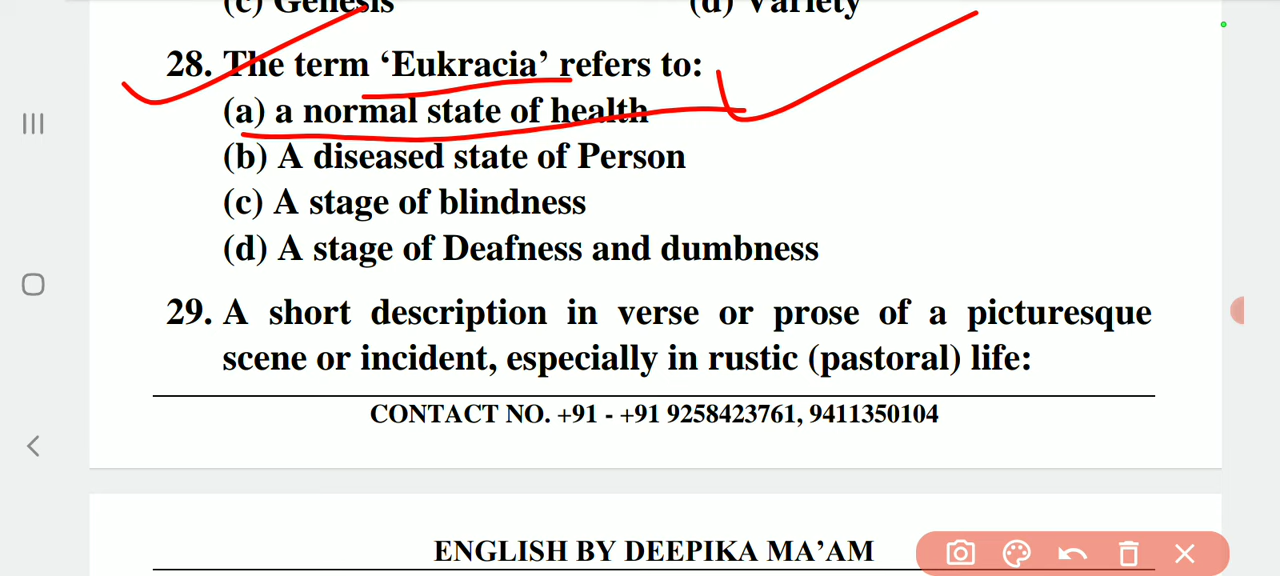 (c) Genesis (d) Variety
28. The term ‘Eukracia’ refers to:
(a) a normal state of health
(b) A diseased state of Person
(c) A stage of blindness
(d) A stage of Deafness and dumbness
29. A short description in verse or prose of a picturesque
scene or incident, especially in rustic (pastoral) life:
CONTACT NO. +91 - +91 9258423761, 9411350104
ENGLISH BY DEEPIKA MA’AM